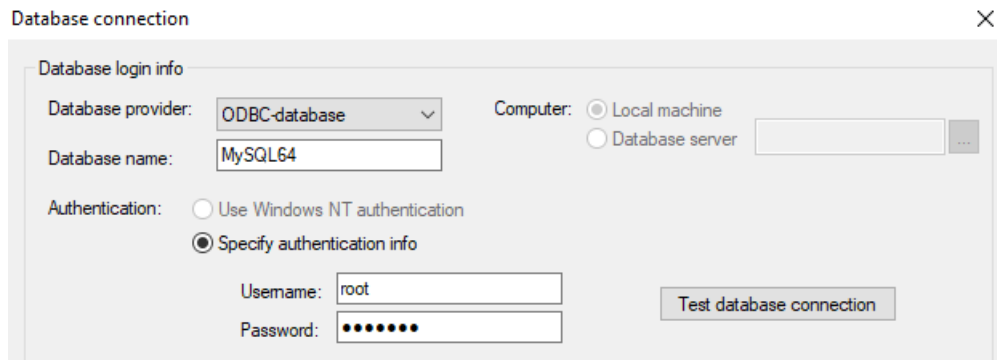 Database connection
Database login info
Database provider: ODBC-database Computer: Local machine
Database server ...
Database name: MySQL64
Authentication: Use Windows NT authentication
Specify authentication info
Username: root
Test database connection
Password: •••••••